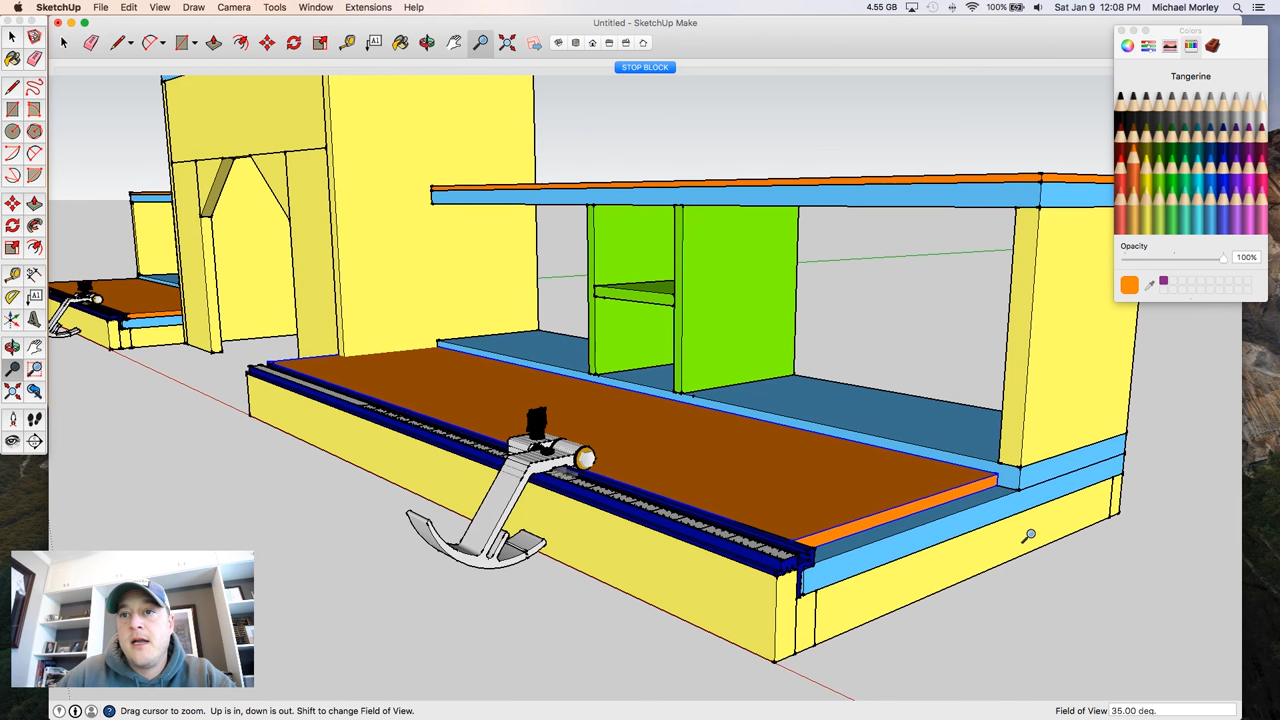 SketchUp File Edit View Draw Camera Tools Window Extensions Help 4.55 GB 100% Sat Jan 9 12:08 PM Michael Morley
Untitled - SketchUp Make
Colors
A1
STOP BLOCK
Tangerine
Opacity
100%
A1
Drag cursor to zoom. Up is in, down is out. Shift to change Field of View.
Field of View 35.00 deg.